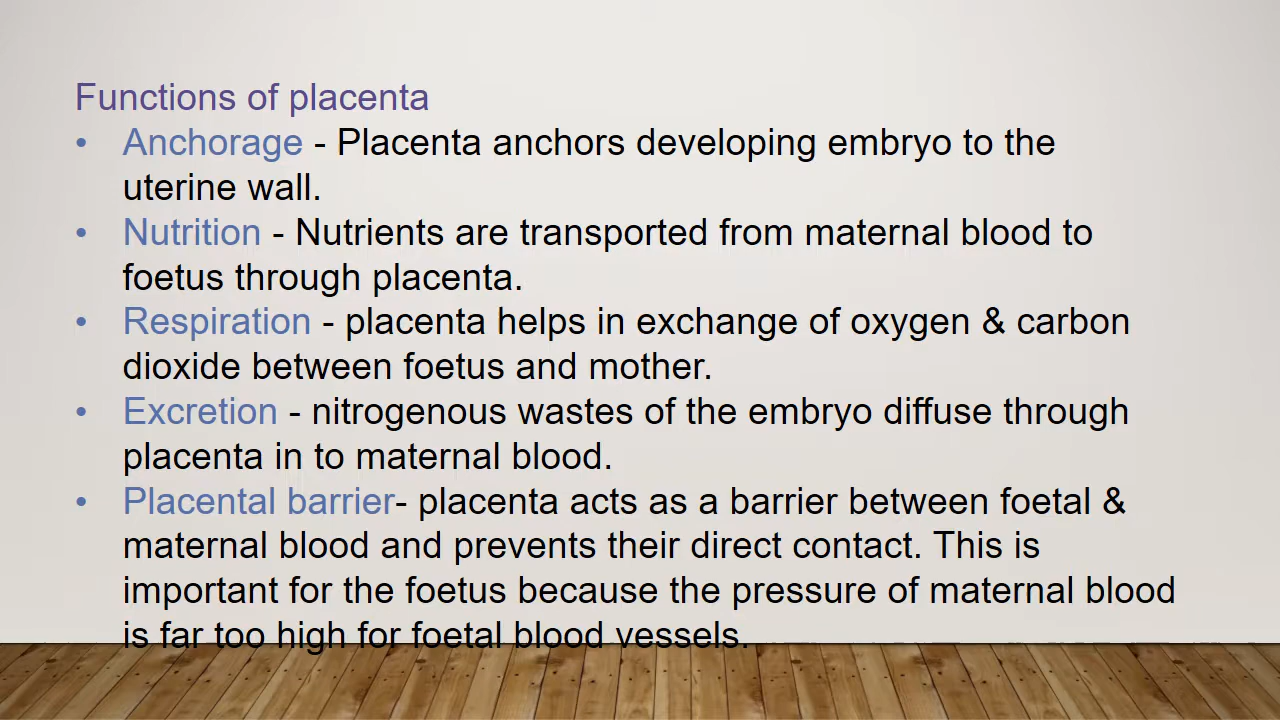 Functions of placenta
• Anchorage - Placenta anchors developing embryo to the
uterine wall.
• Nutrition - Nutrients are transported from maternal blood to
foetus through placenta.
• Respiration - placenta helps in exchange of oxygen & carbon
dioxide between foetus and mother.
• Excretion - nitrogenous wastes of the embryo diffuse through
placenta in to maternal blood.
• Placental barrier- placenta acts as a barrier between foetal &
maternal blood and prevents their direct contact. This is
important for the foetus because the pressure of maternal blood
is far too high for foetal blood vessels.